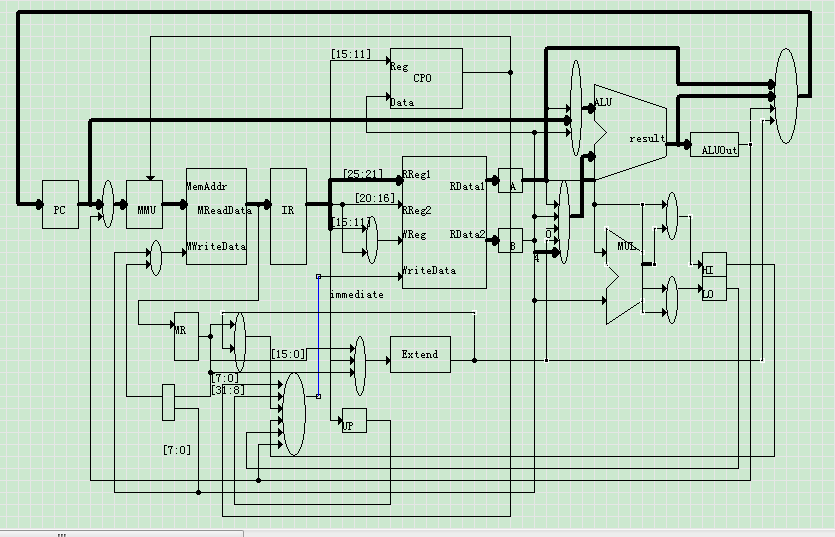 [15:11]
Reg
CPO
Data
ALU
result
ALUOut
[25:21]
MemAddr
RReg1
RData1
A
PC
MMU
MReadData
IR
[20:16]
RReg2
[15:11]
WReg
RData2
B
0
MWriteData
MUL
4
WriteData
HI
immediate
LO
MR
[15:0]
Extend
[7:0]
[31:8]
UP
[7:0]